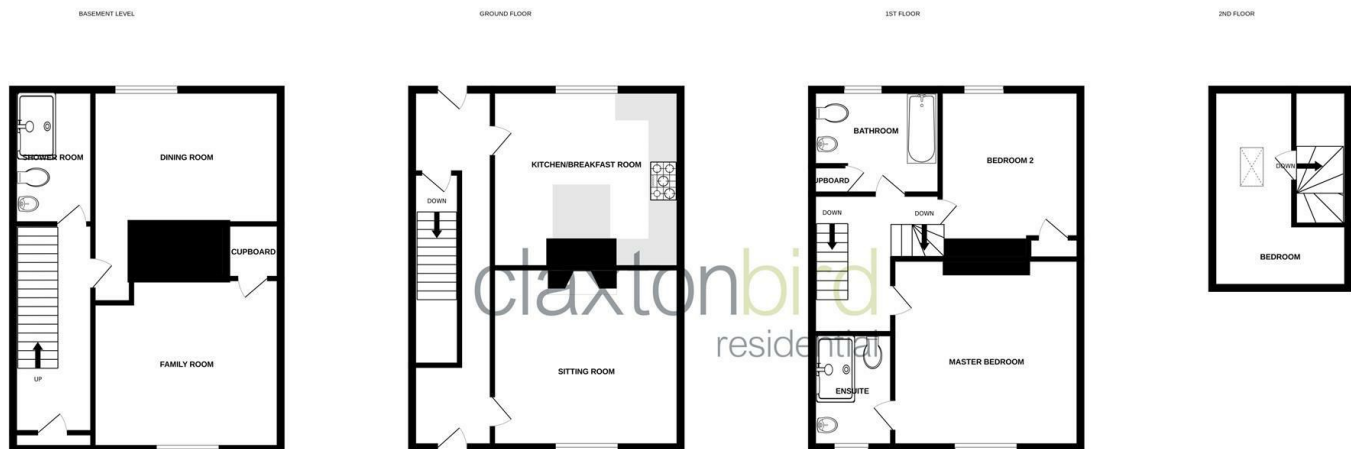 BASEMENT LEVEL
GROUND FLOOR
1ST FLOOR
2ND FLOOR
SHOWER ROOM
DINING ROOM
CUPBOARD
FAMILY ROOM
UP
KITCHEN/BREAKFAST ROOM
DOWN
SITTING ROOM
BATHROOM
BEDROOM 2
UPBOARD
DOWN
DOWN
MASTER BEDROOM
ENSUITE
DOWN
BEDROOM
claxtonbird
residential